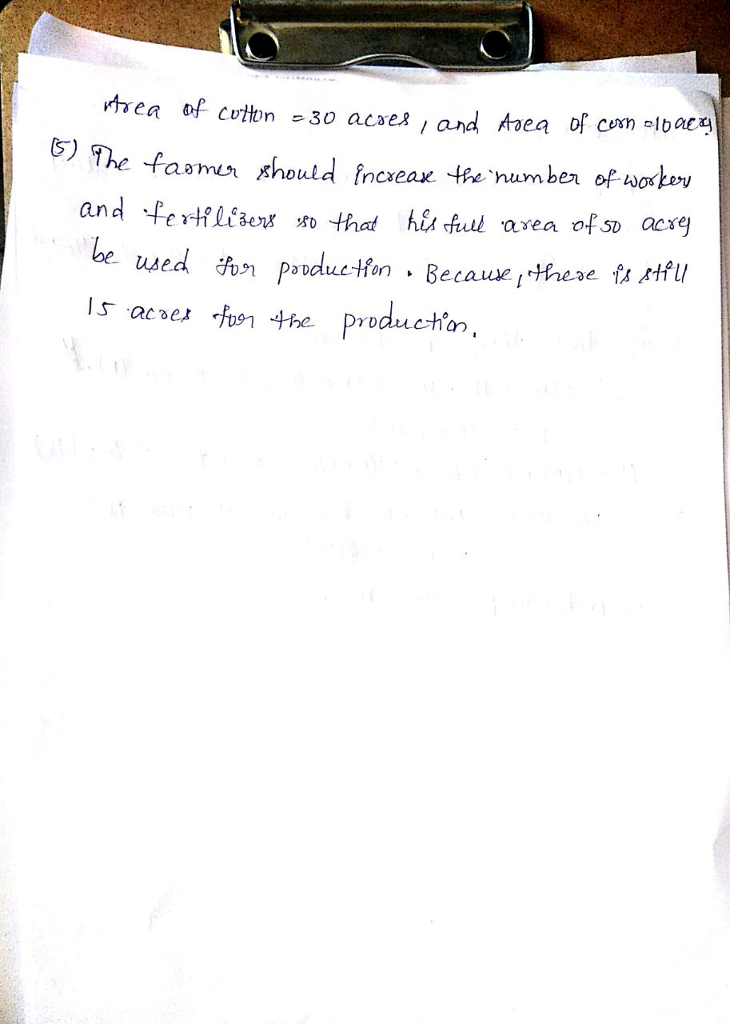 Area of cotton = 30 acres, and Area of corn = 10 acres
(5) The farmer should increase the number of workers
and fertilizers so that his full area of 50 acres
be used for production. Because, there is still
15 acres for the production.